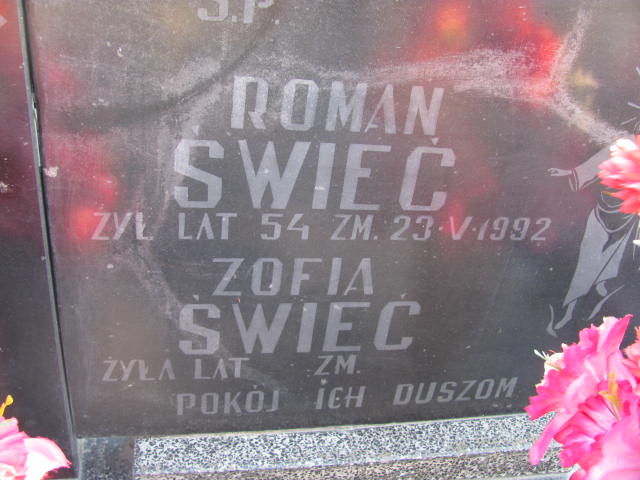 Ś.P.
ROMAN
ŚWIEĆ
ŻYŁ LAT 54 ZM. 23·V·1992
ZOFIA
ŚWIEĆ
ŻYŁA LAT ZM.
POKÓJ ICH DUSZOM